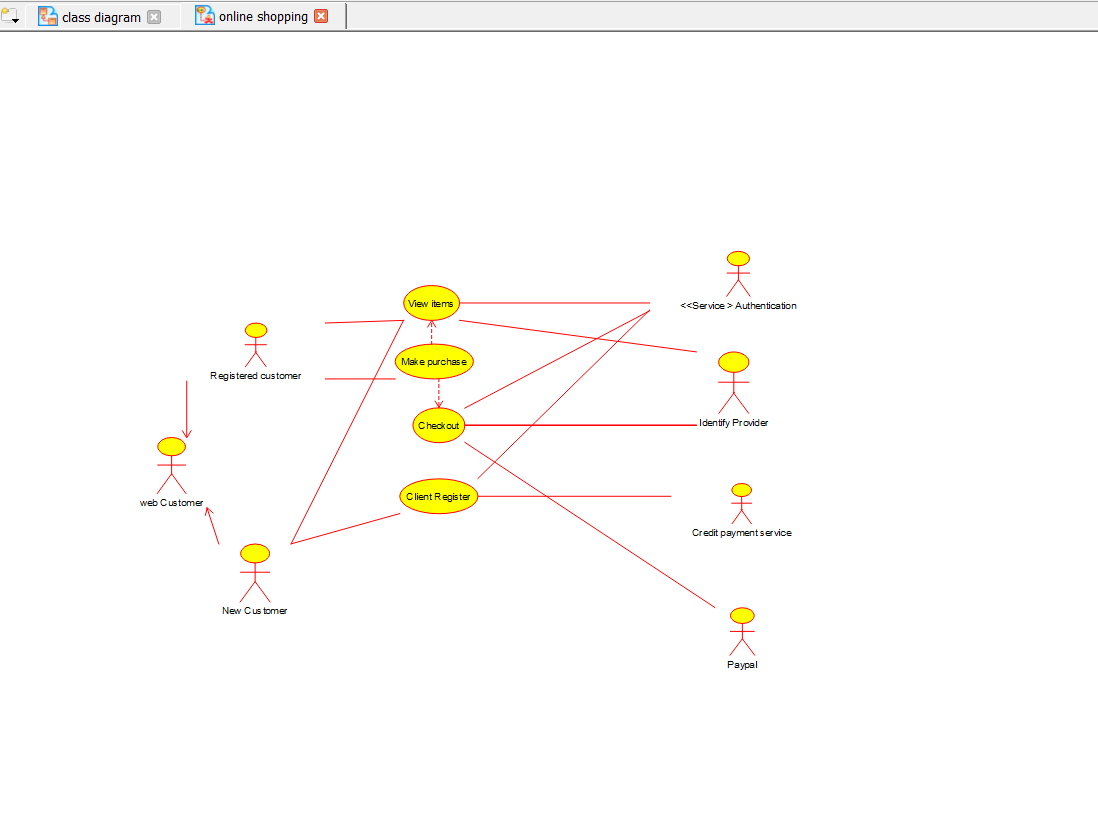 class diagram
online shopping
<<Service > Authentication
View items
Registered customer
Make purchase
Identify Provider
Checkout
web Customer
Client Register
Credit payment service
New Customer
Paypal